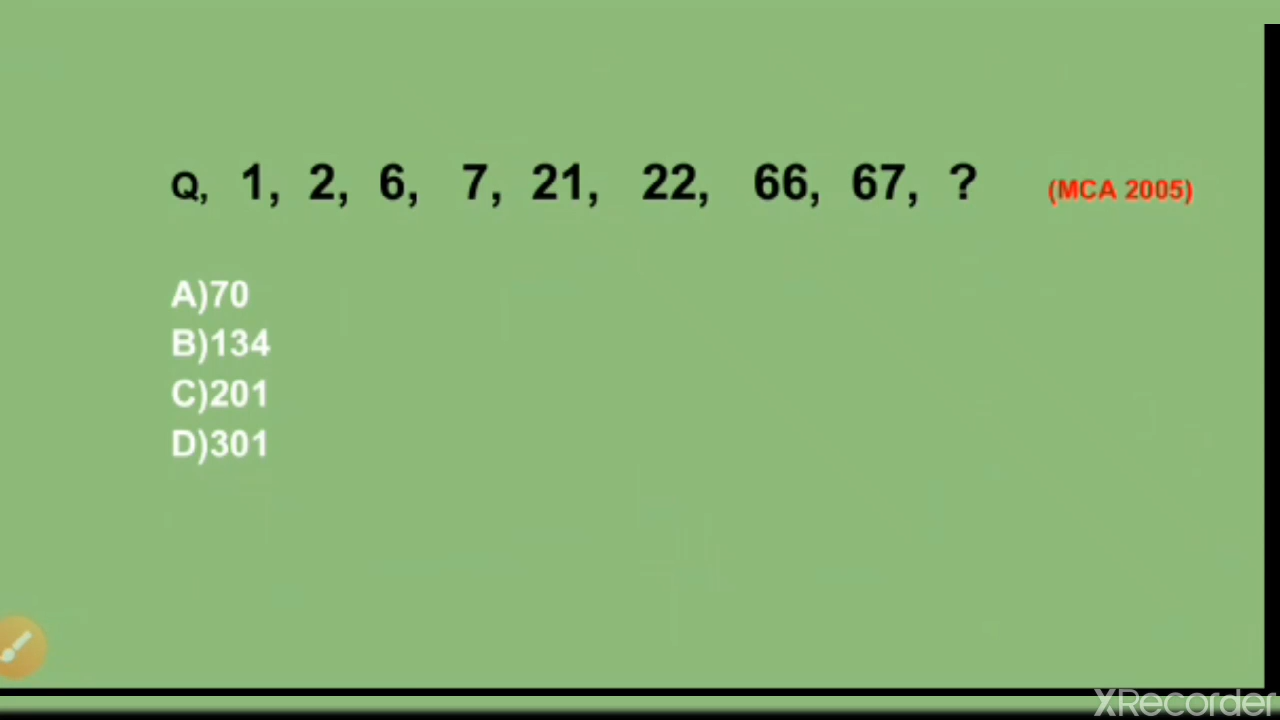 Q, 1, 2, 6, 7, 21, 22, 66, 67, ? (MCA 2005)
A)70
B)134
C)201
D)301
XRecorder